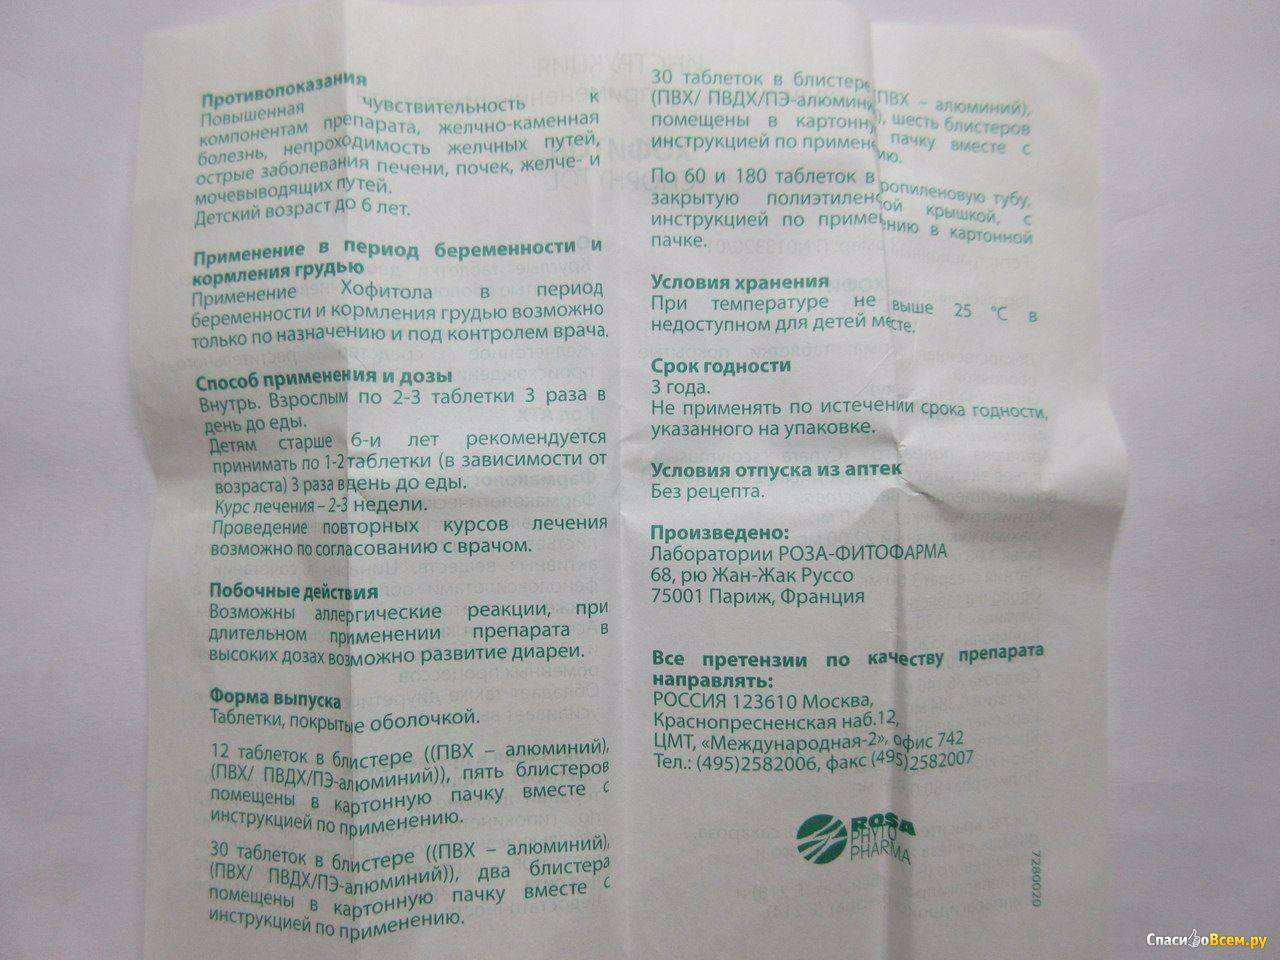 Противопоказания
Повышенная чувствительность к
компонентам препарата, желчно-каменная
болезнь, непроходимость желчных путей,
острые заболевания печени, почек, желче- и
мочевыводящих путей.
Детский возраст до 6 лет.
Применение в период беременности и
кормления грудью
Применение Хофитола в период
беременности и кормления грудью возможно
только по назначению и под контролем врача.
Способ применения и дозы
Внутрь. Взрослым по 2-3 таблетки 3 раза в
день до еды.
Детям старше 6-и лет рекомендуется
принимать по 1-2 таблетки (в зависимости от
возраста) 3 раза в день до еды.
Курс лечения – 2-3 недели.
Проведение повторных курсов лечения
возможно по согласованию с врачом.
Побочные действия
Возможны аллергические реакции, при
длительном применении препарата в
высоких дозах возможно развитие диареи.
Форма выпуска
Таблетки, покрытые оболочкой.
12 таблеток в блистере ((ПВХ – алюминий),
(ПВХ/ ПВДХ/ПЭ-алюминий)), пять блистеров
помещены в картонную пачку вместе с
инструкцией по применению.
30 таблеток в блистере ((ПВХ – алюминий),
(ПВХ/ ПВДХ/ПЭ-алюминий)), два блистера
помещены в картонную пачку вместе с
инструкцией по применению.
30 таблеток в блистере (ПВХ – алюминий),
(ПВХ/ ПВДХ/ПЭ-алюминий), шесть блистеров
помещены в картонн пачку вместе с
инструкцией по применению.
По 60 и 180 таблеток в ропиленовую тубу,
закрытую полиэтиленовой крышкой, с
инструкцией по применению в картонной
пачке.
Условия хранения
При температуре не выше 25 °С в
недоступном для детей месте.
Срок годности
3 года.
Не применять по истечении срока годности,
указанного на упаковке.
Условия отпуска из аптек
Без рецепта.
Произведено:
Лаборатории РОЗА-ФИТОФАРМА
68, рю Жан-Жак Руссо
75001 Париж, Франция
Все претензии по качеству препарата
направлять:
РОССИЯ 123610 Москва,
Краснопресненская наб.12,
ЦМТ, «Международная-2», офис 742
Тел.: (495)2582006, факс (495)2582007
ROSA
PHYTO
PHARMA
7280020
СпасибоВсем.ру